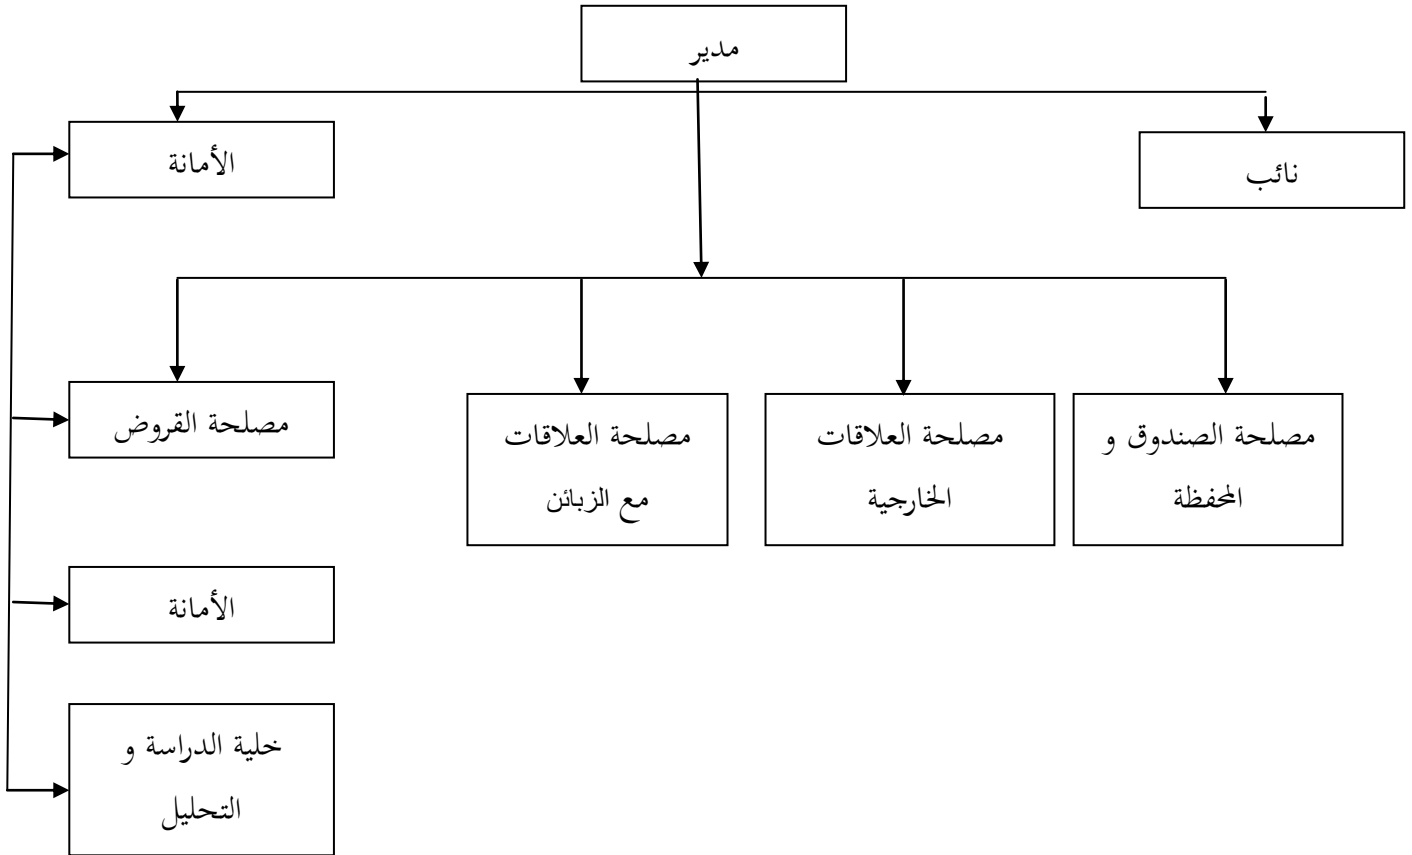 مدير
الأمانة
نائب
مصلحة الصندوق و
المحفظة
مصلحة العلاقات
الخارجية
مصلحة العلاقات
مع الزبائن
مصلحة القروض
الأمانة
خلية الدراسة و
التحليل